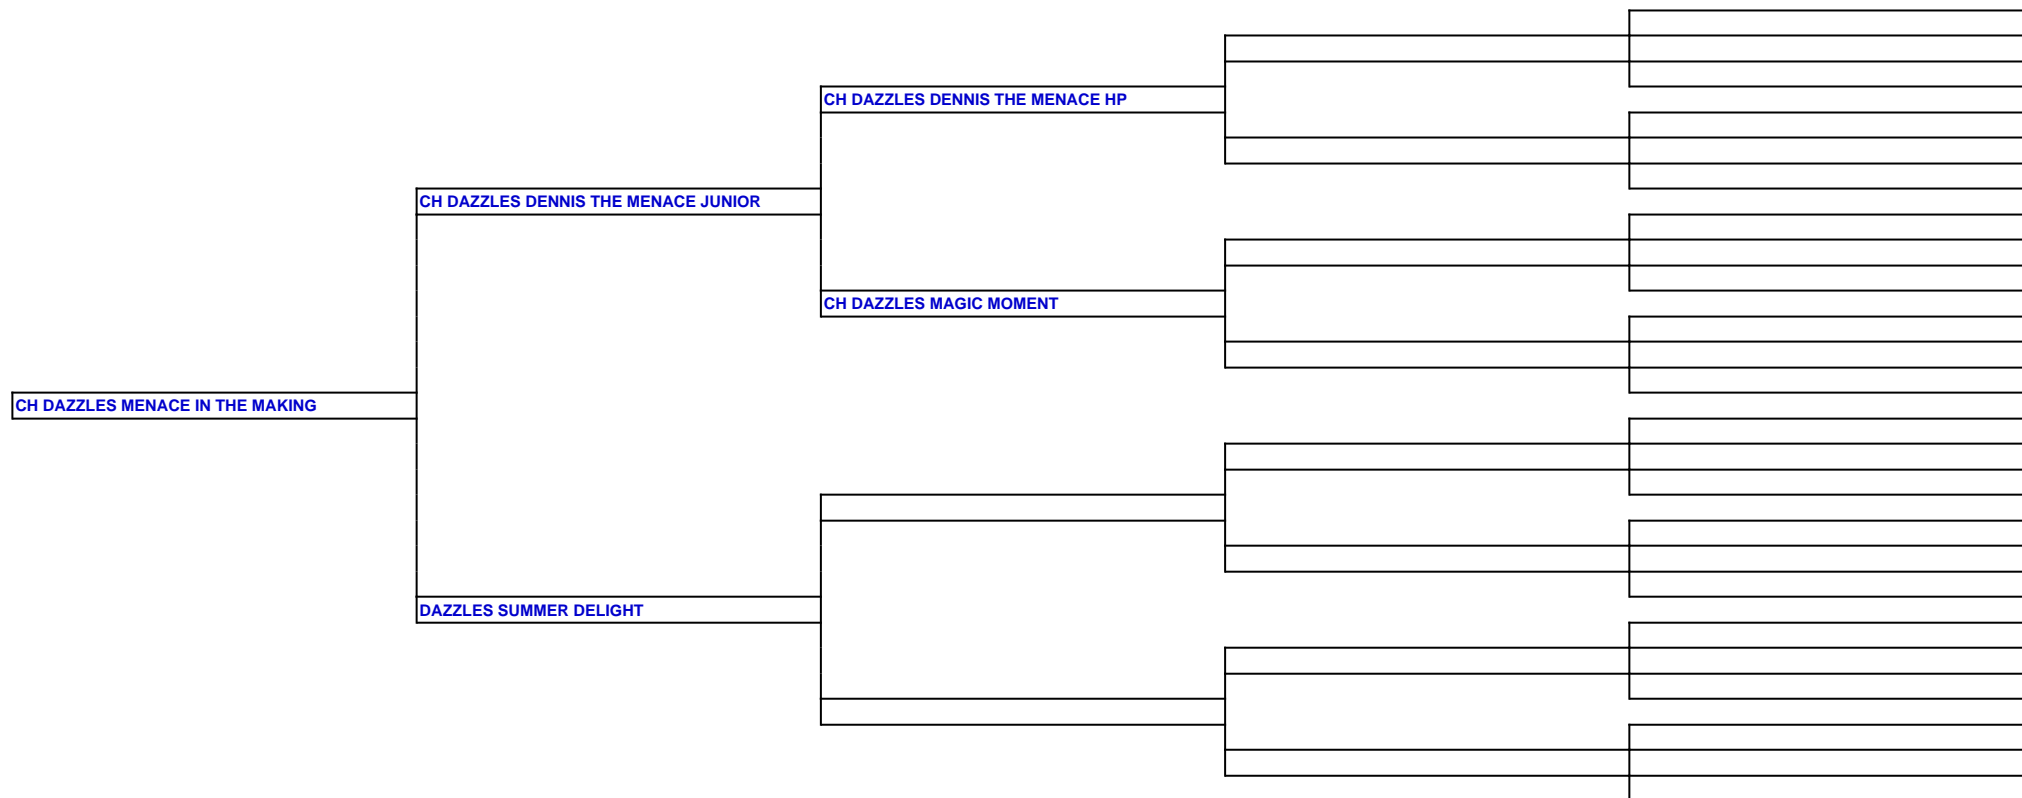 CH DAZZLES DENNIS THE MENACE HP
CH DAZZLES DENNIS THE MENACE JUNIOR
CH DAZZLES MAGIC MOMENT
CH DAZZLES MENACE IN THE MAKING
DAZZLES SUMMER DELIGHT